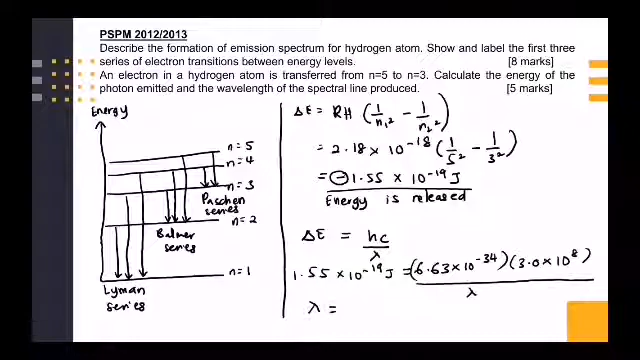 PSPM 2012/2013
Describe the formation of emission spectrum for hydrogen atom. Show and label the first three
series of electron transitions between energy levels. [8 marks]
An electron in a hydrogen atom is transferred from n=5 to n=3. Calculate the energy of the
photon emitted and the wavelength of the spectral line produced. [5 marks]
Energy
n=5
n=4
n=3
Paschen
series
n=2
Balmer
series
n=1
Lyman
series
ΔE = RH (1/n₁² − 1/n₂²)
= 2.18 × 10⁻¹⁸ (1/5² − 1/3²)
= −1.55 × 10⁻¹⁹ J
Energy is released
ΔE = hc/λ
1.55 × 10⁻¹⁹ J = (6.63 × 10⁻³⁴)(3.0 × 10⁸)/λ
λ =